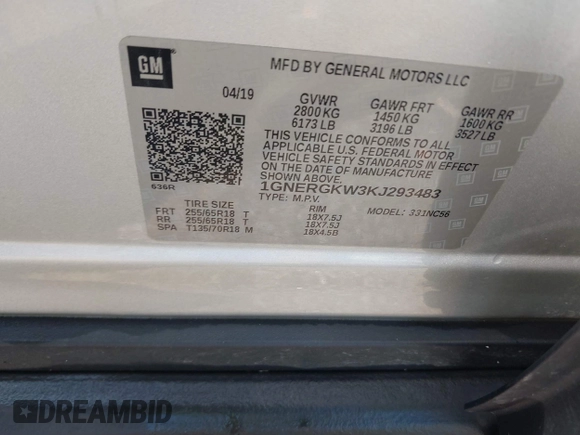 GM
MFD BY GENERAL MOTORS LLC
04/19
GVWR
2800 KG
6173 LB
GAWR FRT
1450 KG
3196 LB
GAWR RR
1600 KG
3527 LB
THIS VEHICLE CONFORMS TO ALL
APPLICABLE U.S. FEDERAL MOTOR
VEHICLE SAFETY STANDARDS IN EFFECT
ON THE DATE OF MANUFACTURE
SHOWN ABOVE.
636R
1GNERGKW3KJ293483
TYPE: M.P.V.
MODEL: 331NC56
TIRE SIZE
RIM
FRT 255/65R18 T 18X7.5J
RR 255/65R18 T 18X7.5J
SPA T135/70R18 M 18X4.5B
DREAMBID